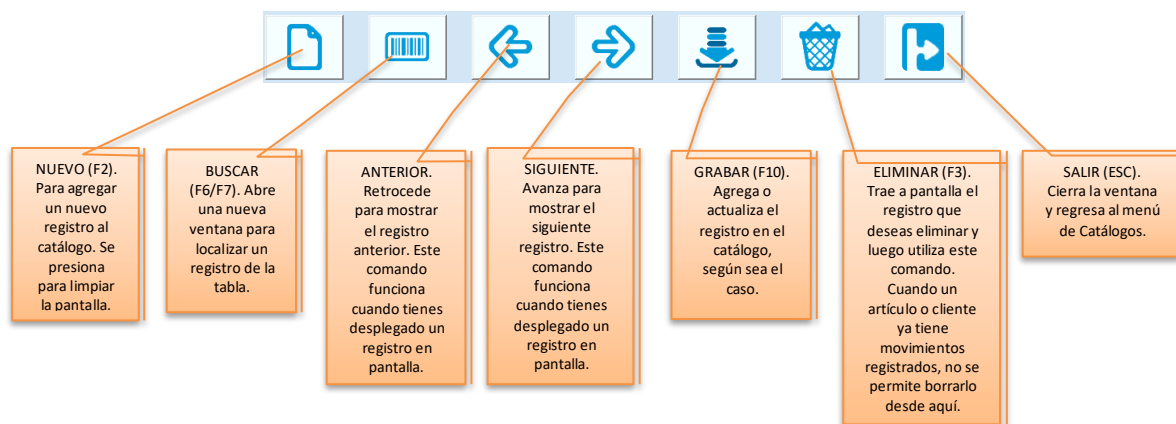 NUEVO (F2).
Para agregar
un nuevo
registro al
catálogo. Se
presiona
para limpiar
la pantalla.
BUSCAR
(F6/F7). Abre
una nueva
ventana para
localizar un
registro de la
tabla.
ANTERIOR.
Retrocede
para mostrar
el registro
anterior. Este
comando
funciona
cuando tienes
desplegado un
registro en
pantalla.
SIGUIENTE.
Avanza para
mostrar el
siguiente
registro. Este
comando
funciona
cuando tienes
desplegado un
registro en
pantalla.
GRABAR (F10).
Agrega o
actualiza el
registro en el
catálogo,
según sea el
caso.
ELIMINAR (F3).
Trae a pantalla el
registro que
deseas eliminar y
luego utiliza este
comando.
Cuando un
artículo o cliente
ya tiene
movimientos
registrados, no se
permite borrarlo
desde aquí.
SALIR (ESC).
Cierra la ventana
y regresa al menú
de Catálogos.